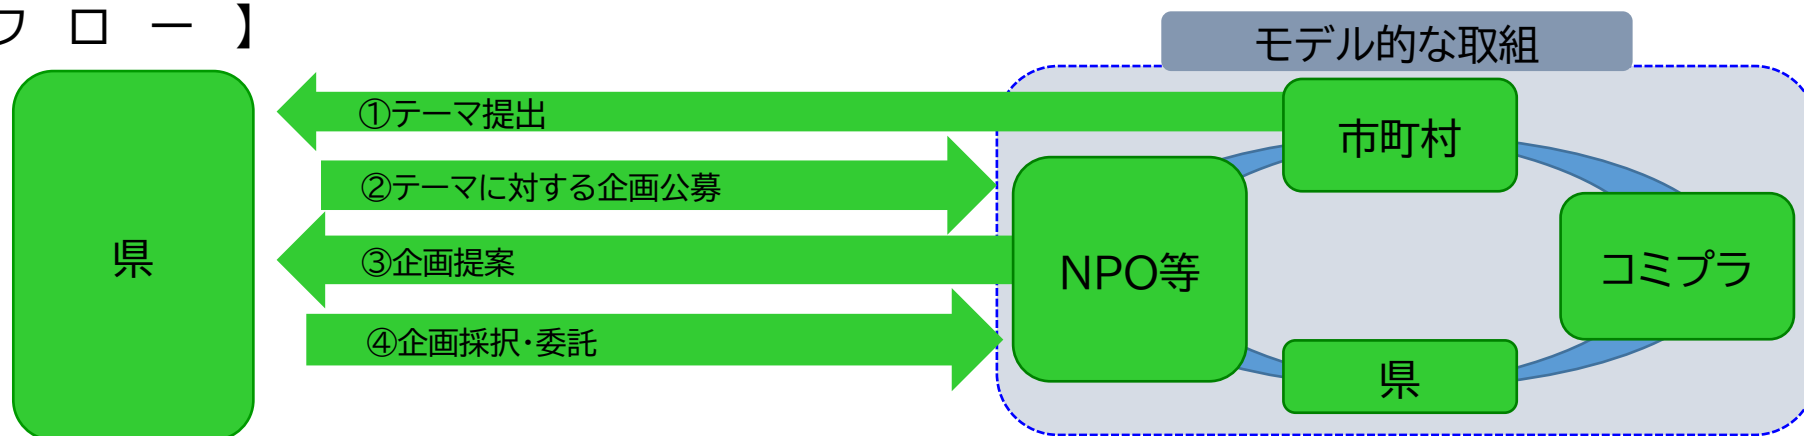 フロー】
モデル的な取組
①テーマ提出
市町村
②テーマに対する企画公募
県
③企画提案
NPO等
コミプラ
④企画採択・委託
県